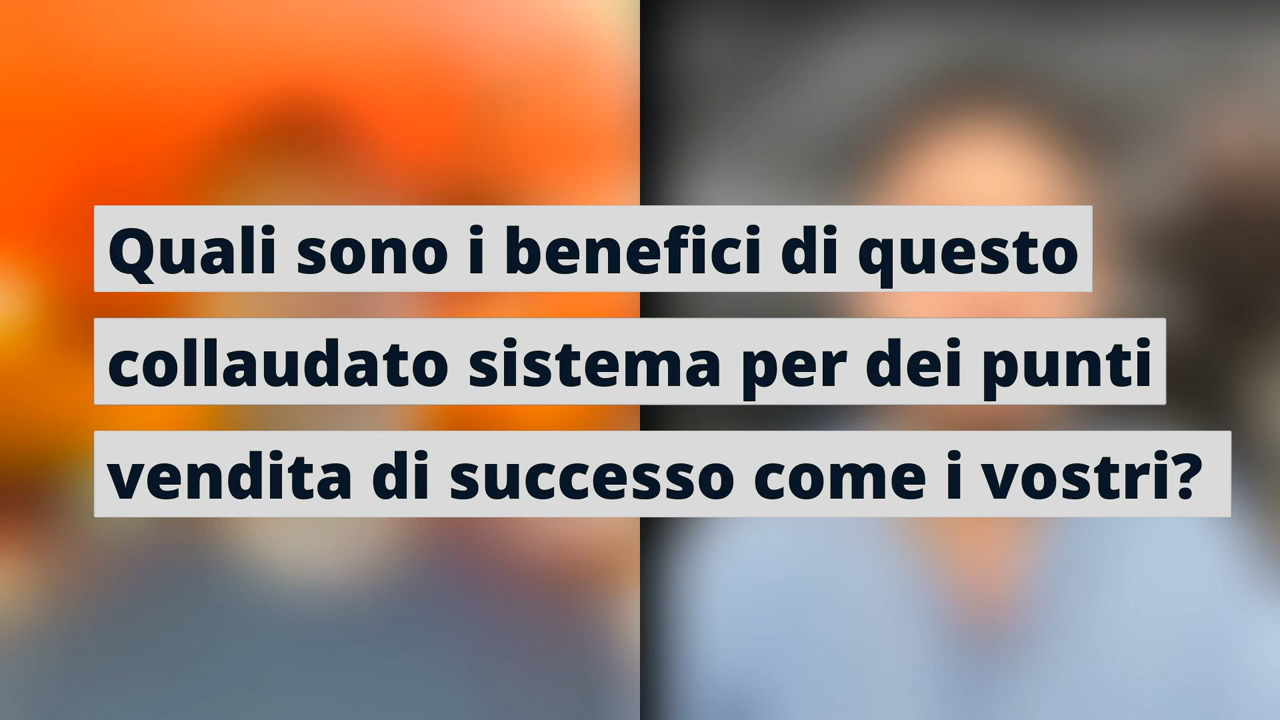 Quali sono i benefici di questo
collaudato sistema per dei punti
vendita di successo come i vostri?